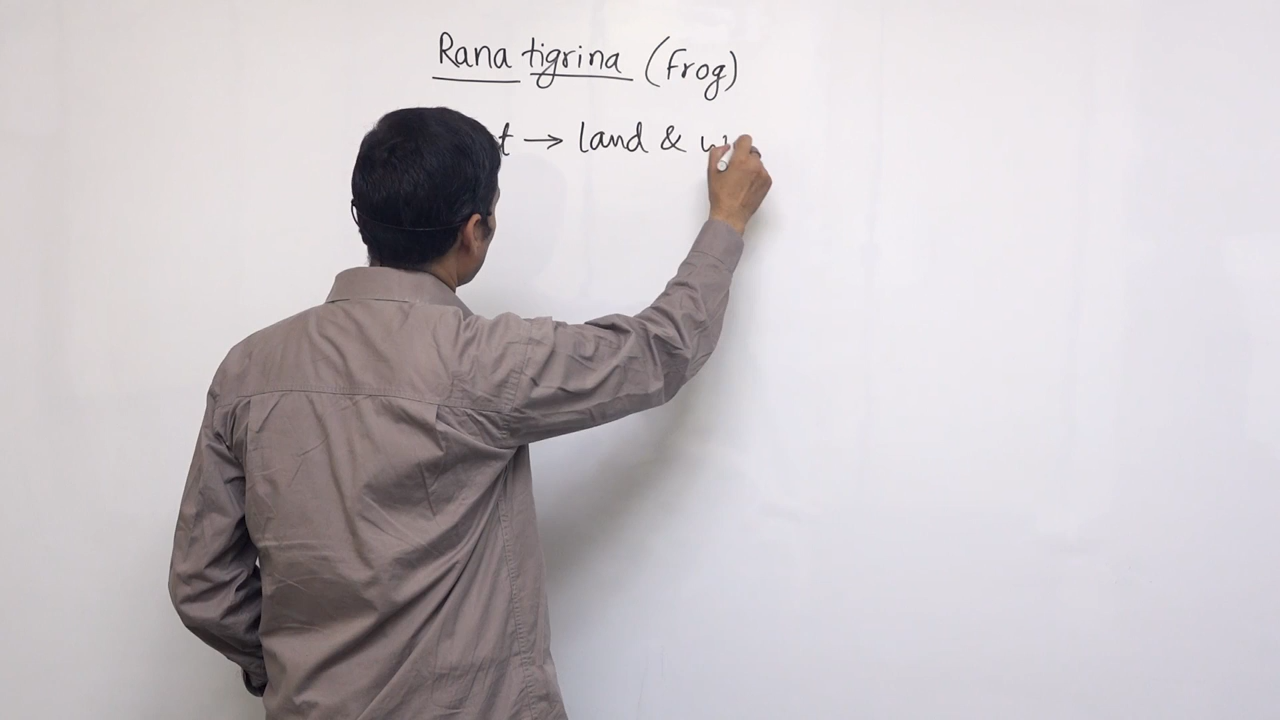 Rana tigrina (frog)
→ land &